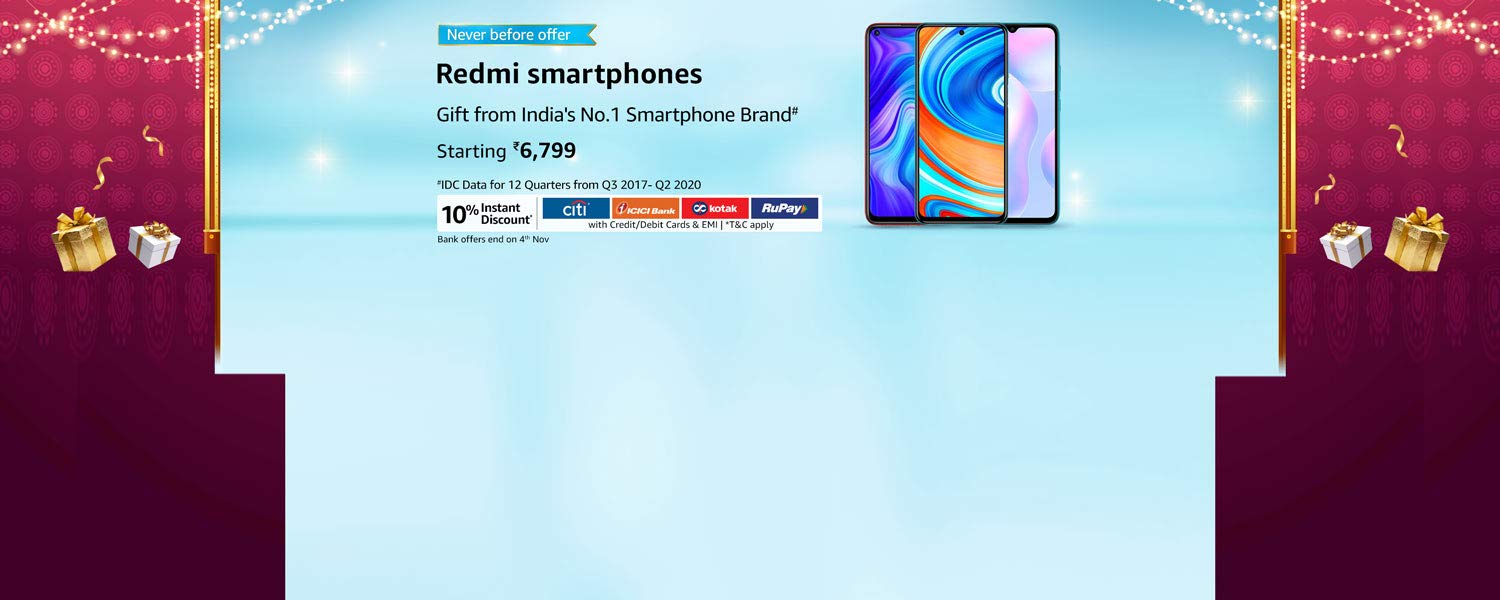 Never before offer
Redmi smartphones
Gift from India's No.1 Smartphone Brand#
Starting ₹6,799
#IDC Data for 12 Quarters from Q3 2017- Q2 2020
10% Instant Discount* citi ICICI Bank kotak RuPay
with Credit/Debit Cards & EMI | *T&C apply
Bank offers end on 4th Nov